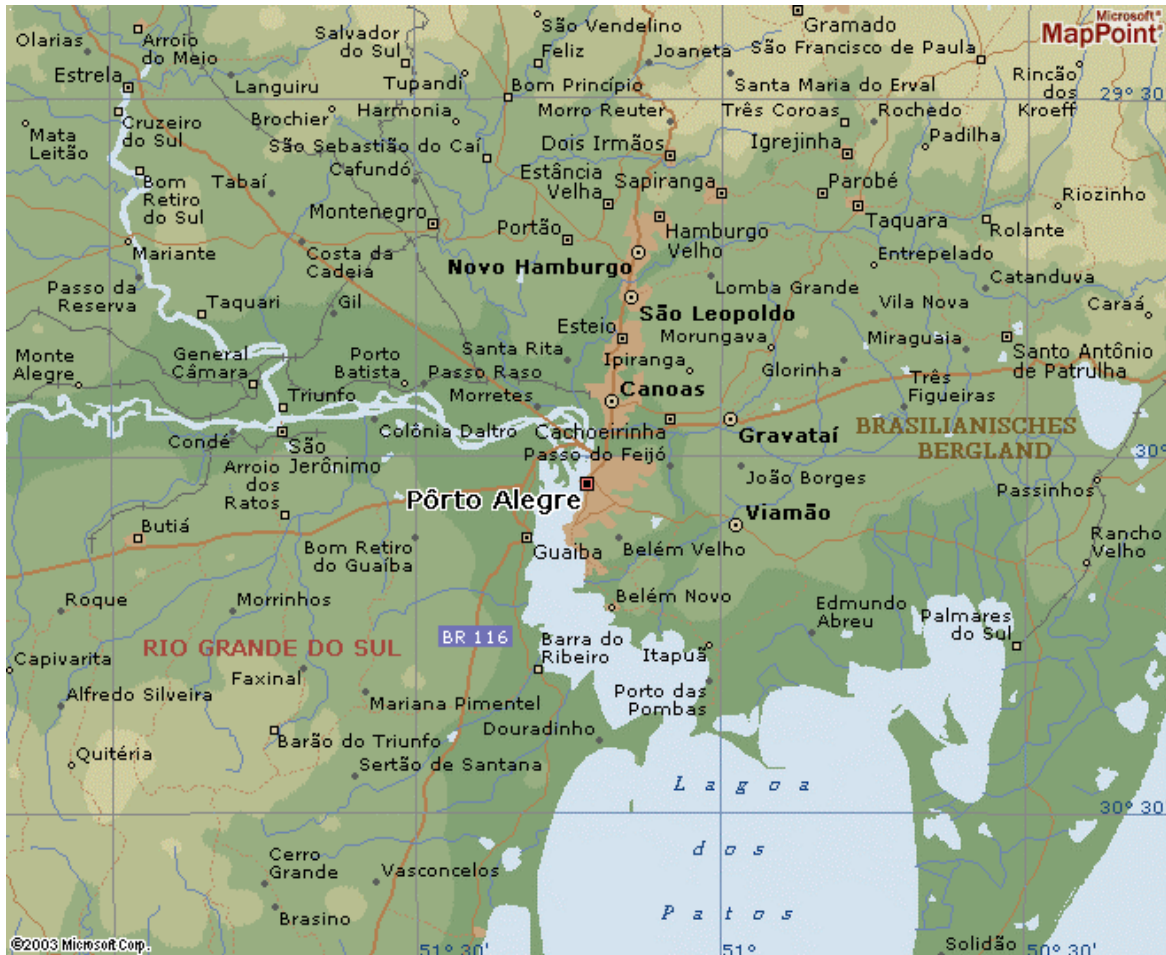 Microsoft®
MapPoint®
Gramado
São Vendelino
Olarias
Arroio
do Meio
Salvador
do Sul
Feliz
Joaneta
São Francisco de Paula
Estrela
Languiru
Tupandi
Bom Princípio
Santa Maria do Erval
Rincão
dos
Kroeff
29° 30'
Cruzeiro
do Sul
Brochier
Harmonia
Morro Reuter
Três Coroas
Rochedo
Mata
Leitão
São Sebastião do Caí
Dois Irmãos
Igrejinha
Padilha
Bom
Retiro
do Sul
Tabaí
Cafundó
Estância
Velha
Sapiranga
Parobé
Riozinho
Montenegro
Portão
Hamburgo
Velho
Taquara
Rolante
Mariante
Costa da
Cadeia
Novo Hamburgo
Entrepelado
Passo da
Reserva
Taquari
Gil
Lomba Grande
Catanduva
São Leopoldo
Vila Nova
Caraá
Esteio
Morungava
Miraguaia
Monte
Alegre
General
Câmara
Porto
Batista
Santa Rita
Ipiranga
Glorinha
Santo Antônio
de Patrulha
Passo Raso
Canoas
Três
Figueiras
Triunfo
Morretes
Condé
São
Jerônimo
Colônia Daltro
Cachoeirinha
Gravataí
BRASILIANISCHES
BERGLAND
30°
Arroio
dos
Ratos
Passo do Feijó
João Borges
Passinhos
Pôrto Alegre
Viamão
Butiá
Bom Retiro
do Guaíba
Guaíba
Belém Velho
Rancho
Velho
Roque
Morrinhos
Belém Novo
Edmundo
Abreu
Palmares
do Sul
RIO GRANDE DO SUL
BR 116
Barra do
Ribeiro
Itapuã
Capivarita
Faxinal
Alfredo Silveira
Mariana Pimentel
Porto das
Pombas
Barão do Triunfo
Douradinho
Quitéria
Sertão de Santana
Lagoa
30° 30'
dos
Cerro
Grande
Vasconcelos
Patos
Brasino
©2003 Microsoft Corp.
51° 30'
51°
Solidão
50° 30'